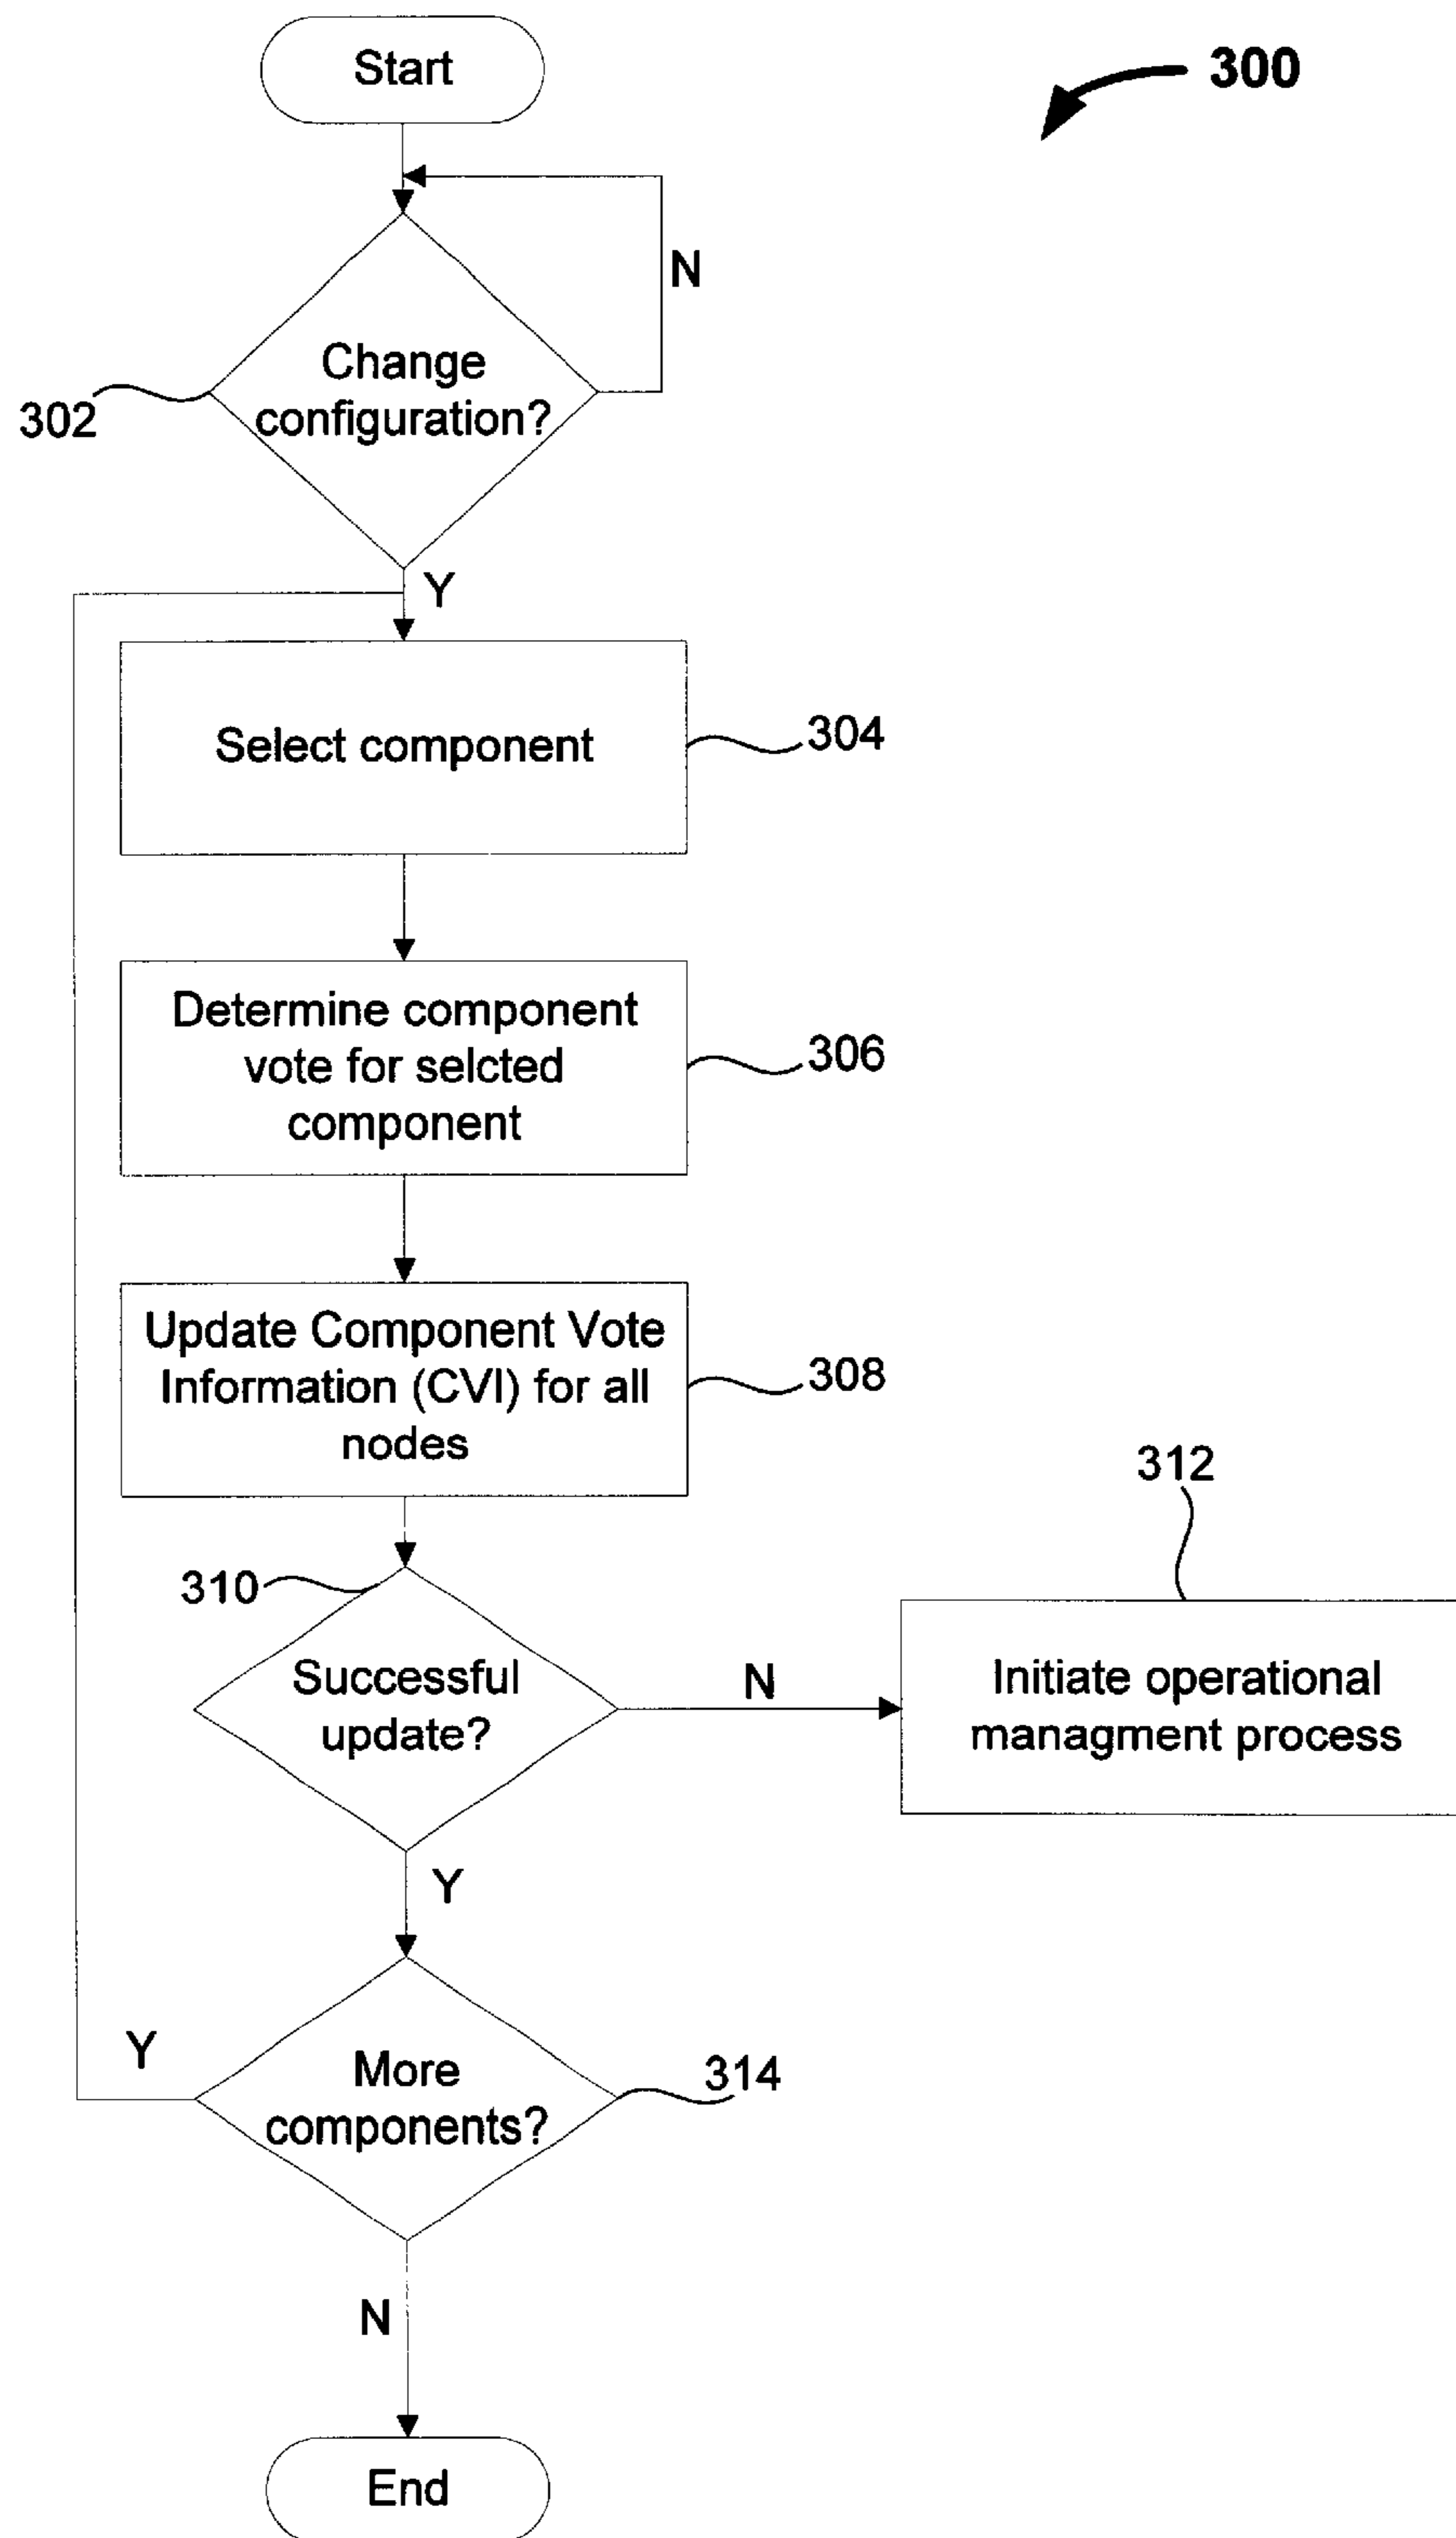 Start
300
N
Change
configuration?
302
Y
Select component
304
Determine component
vote for selcted
component
306
Update Component Vote
Information (CVI) for all
nodes
308
312
310
Successful
update?
N
Initiate operational
managment process
Y
Y
More
components?
314
N
End